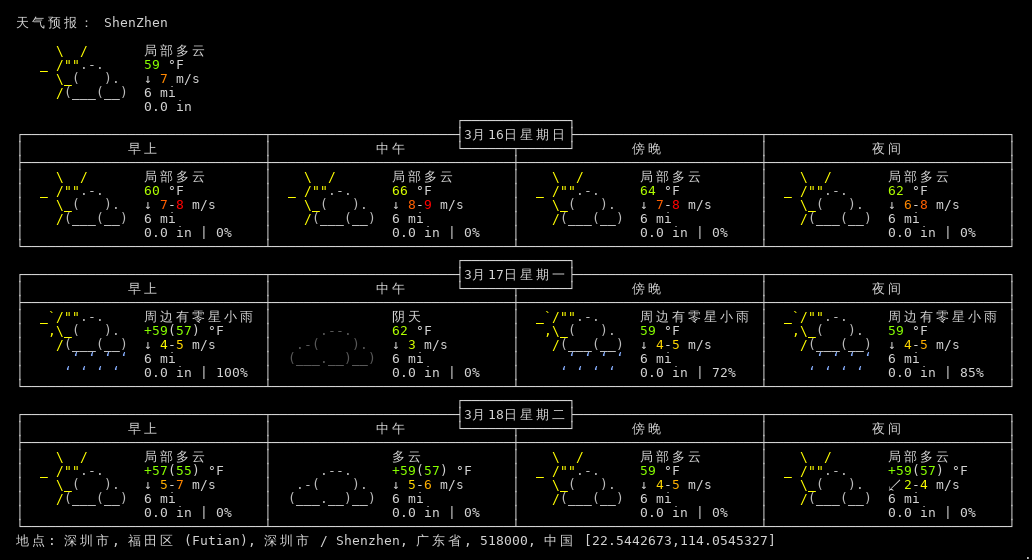 天气预报： ShenZhen
局部多云
59 °F
↓ 7 m/s
6 mi
0.0 in
3月16日星期日
早上 中午 傍晚 夜间
局部多云 局部多云 局部多云 局部多云
60 °F 66 °F 64 °F 62 °F
↓ 7-8 m/s ↓ 8-9 m/s ↓ 7-8 m/s ↓ 6-8 m/s
6 mi 6 mi 6 mi 6 mi
0.0 in | 0% 0.0 in | 0% 0.0 in | 0% 0.0 in | 0%
3月17日星期一
早上 中午 傍晚 夜间
周边有零星小雨 阴天 周边有零星小雨 周边有零星小雨
+59(57) °F 62 °F 59 °F 59 °F
↓ 4-5 m/s ↓ 3 m/s ↓ 4-5 m/s ↓ 4-5 m/s
6 mi 6 mi 6 mi 6 mi
0.0 in | 100% 0.0 in | 0% 0.0 in | 72% 0.0 in | 85%
3月18日星期二
早上 中午 傍晚 夜间
局部多云 多云 局部多云 局部多云
+57(55) °F +59(57) °F 59 °F +59(57) °F
↓ 5-7 m/s ↓ 5-6 m/s ↓ 4-5 m/s ↙ 2-4 m/s
6 mi 6 mi 6 mi 6 mi
0.0 in | 0% 0.0 in | 0% 0.0 in | 0% 0.0 in | 0%
地点: 深圳市, 福田区 (Futian), 深圳市 / Shenzhen, 广东省, 518000, 中国 [22.5442673,114.0545327]